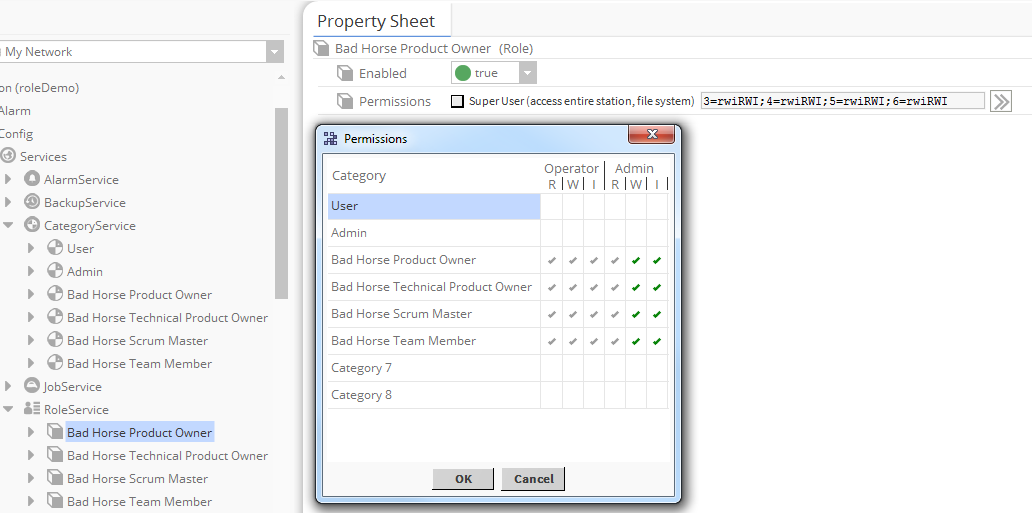 My Network
on (roleDemo)
Alarm
Config
Services
AlarmService
BackupService
CategoryService
User
Admin
Bad Horse Product Owner
Bad Horse Technical Product Owner
Bad Horse Scrum Master
Bad Horse Team Member
JobService
RoleService
Bad Horse Product Owner
Bad Horse Technical Product Owner
Bad Horse Scrum Master
Bad Horse Team Member
Property Sheet
Bad Horse Product Owner (Role)
Enabled true
Permissions Super User (access entire station, file system) 3=rwiRWI;4=rwiRWI;5=rwiRWI;6=rwiRWI
Permissions
Category Operator Admin
R W I R W I
User
Admin
Bad Horse Product Owner
Bad Horse Technical Product Owner
Bad Horse Scrum Master
Bad Horse Team Member
Category 7
Category 8
OK Cancel